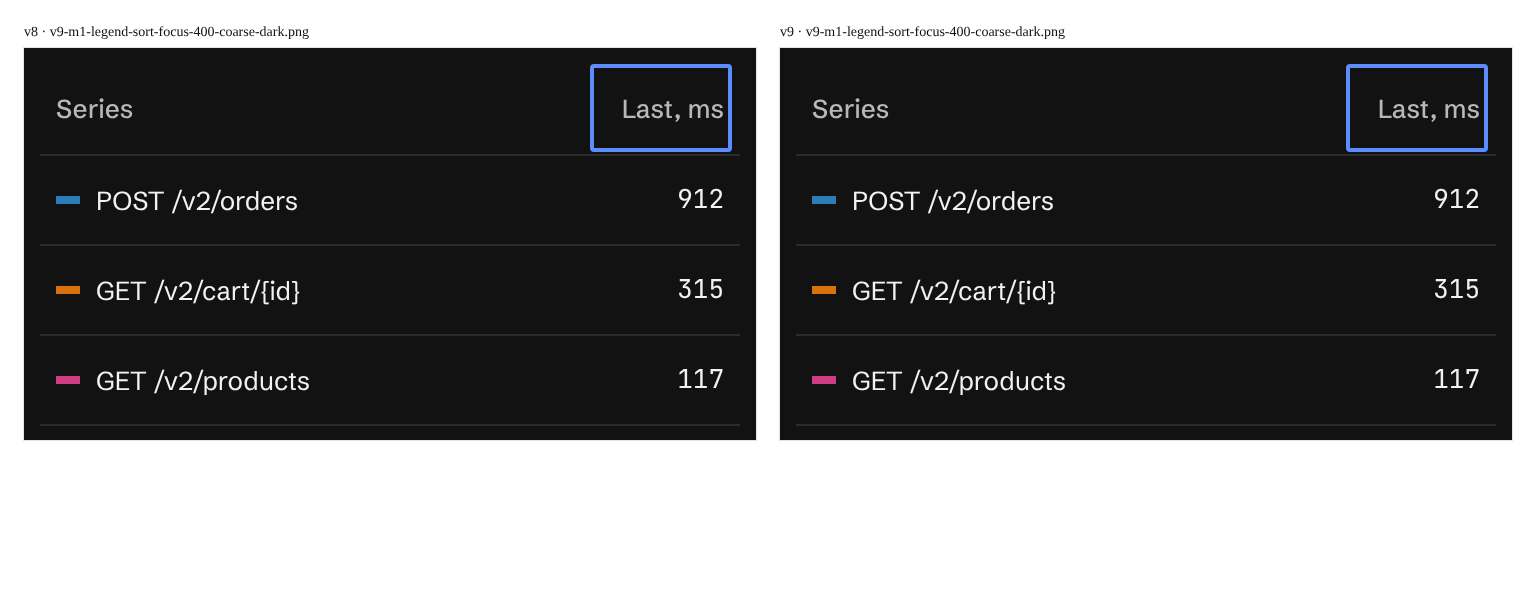 v8 · v9-m1-legend-sort-focus-400-coarse-dark.png
Series Last, ms
POST /v2/orders 912
GET /v2/cart/{id} 315
GET /v2/products 117
v9 · v9-m1-legend-sort-focus-400-coarse-dark.png
Series Last, ms
POST /v2/orders 912
GET /v2/cart/{id} 315
GET /v2/products 117